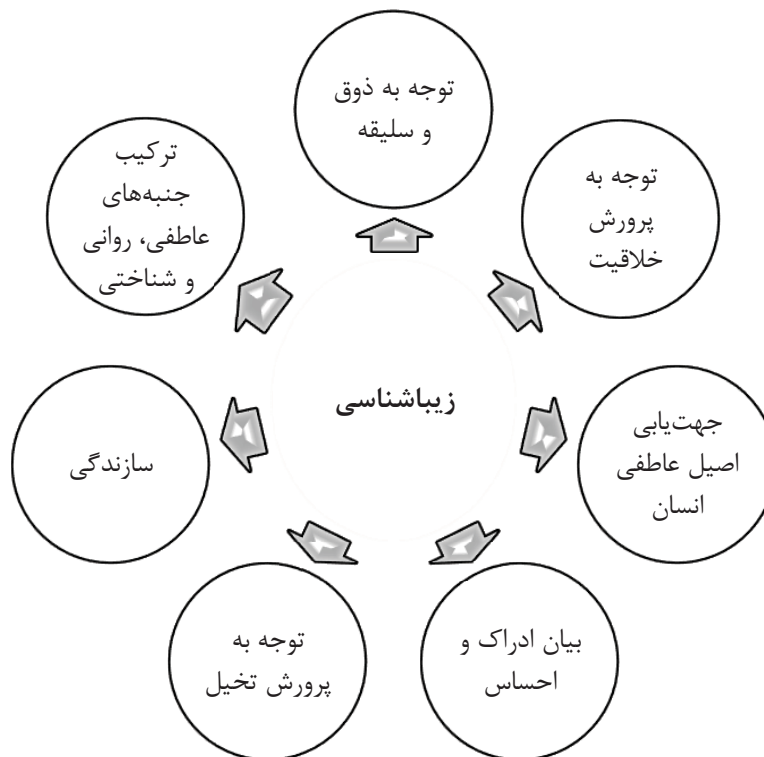 توجه به ذوق
و سلیقه
توجه به
پرورش
خلاقیت
جهت‌یابی
اصیل عاطفی
انسان
بیان ادراک و
احساس
توجه به
پرورش تخیل
سازندگی
ترکیب
جنبه‌های
عاطفی، روانی
و شناختی
زیباشناسی